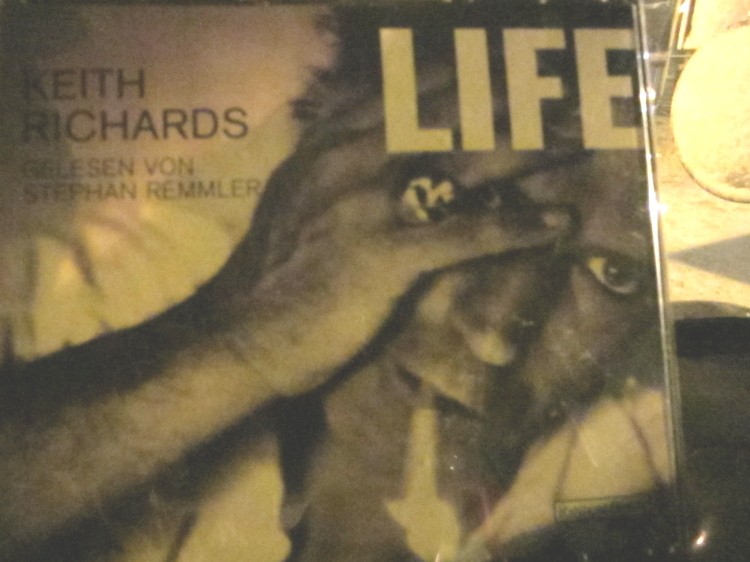 LIFE
KEITH
RICHARDS
GELESEN VON
STEPHAN REMMLER